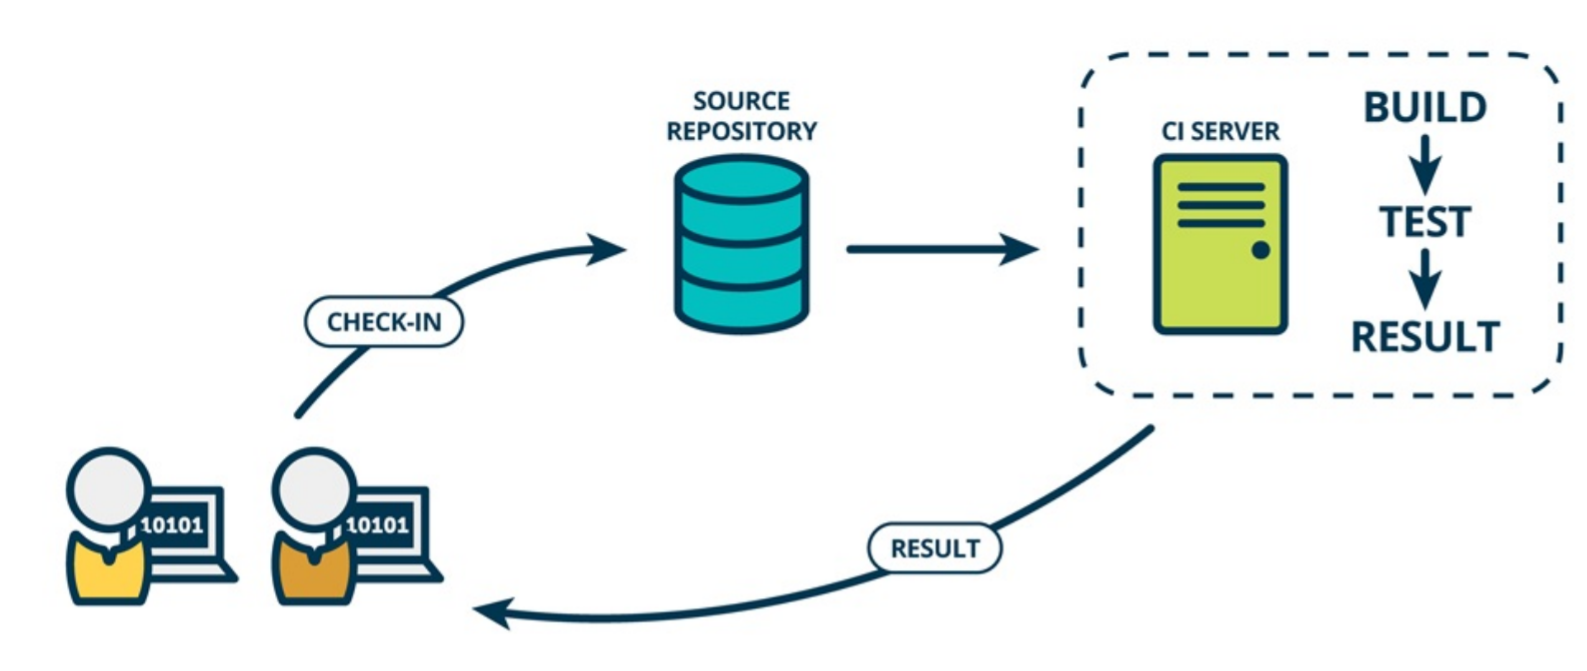 SOURCE
REPOSITORY
CI SERVER
BUILD
TEST
RESULT
CHECK-IN
10101
10101
RESULT